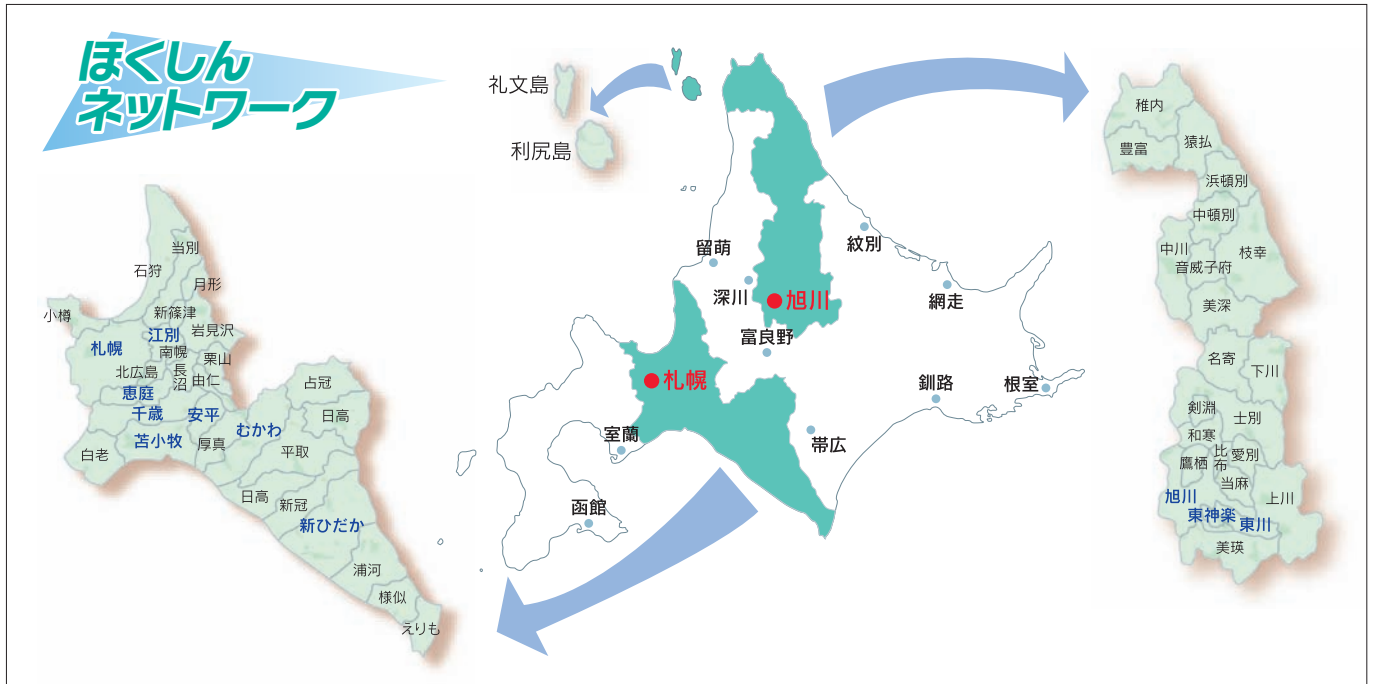 ほくしん
ネットワーク
礼文島
利尻島
留萌
紋別
深川
旭川
網走
富良野
札幌
釧路
根室
室蘭
帯広
函館
当別
石狩
月形
小樽
新篠津
江別
岩見沢
札幌
南幌
長沼
栗山
北広島
由仁
恵庭
占冠
千歳
安平
日高
むかわ
苫小牧
厚真
平取
白老
日高
新冠
新ひだか
浦河
様似
えりも
稚内
豊富
猿払
浜頓別
中頓別
中川
枝幸
音威子府
美深
名寄
下川
剣淵
士別
和寒
比布
愛別
鷹栖
当麻
旭川
上川
東神楽
東川
美瑛